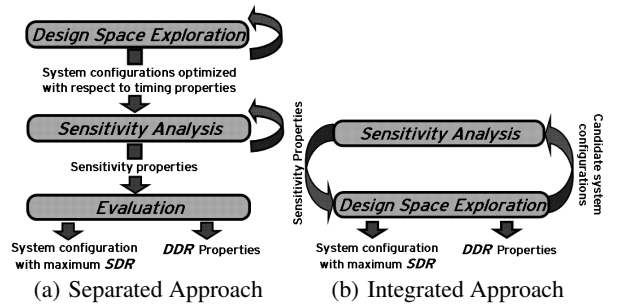 Design Space Exploration
System configurations optimized
with respect to timing properties
Sensitivity Analysis
Sensitivity properties
Evaluation
System configuration
with maximum SDR
DDR Properties
(a) Separated Approach
Sensitivity Properties
Sensitivity Analysis
Candidate system
configurations
Design Space Exploration
System configuration
with maximum SDR
DDR Properties
(b) Integrated Approach